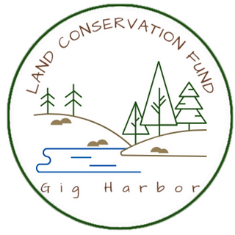 LAND CONSERVATION FUND
Gig Harbor